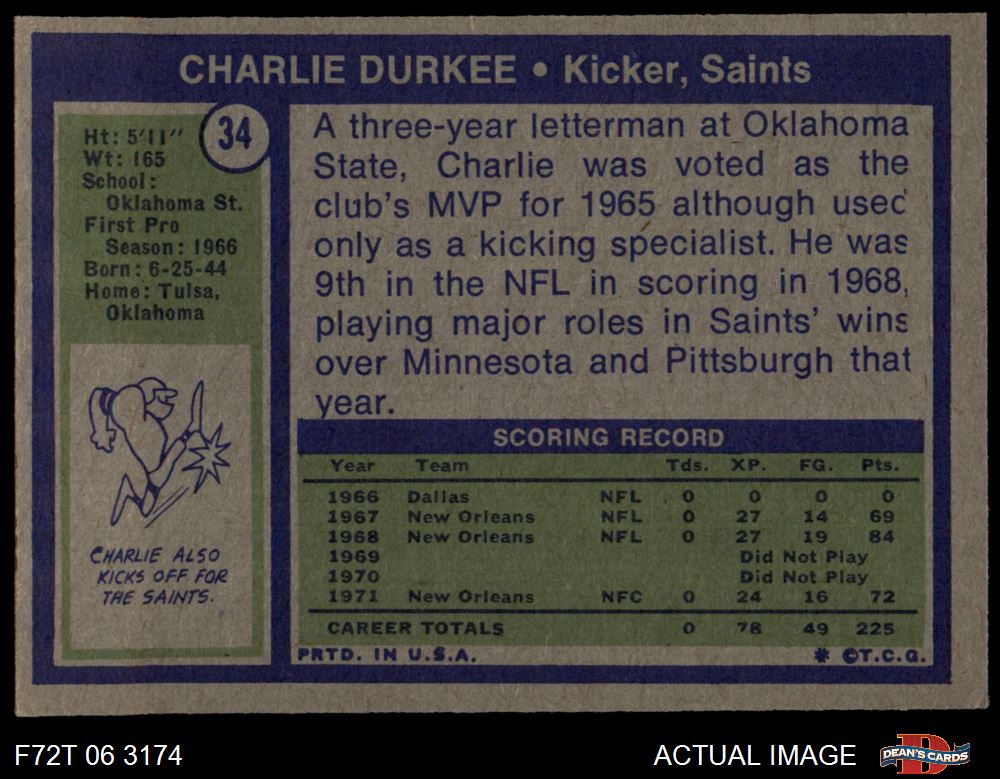 CHARLIE DURKEE • Kicker, Saints
34
Ht: 5'11"
Wt: 165
School:
Oklahoma St.
First Pro
Season: 1966
Born: 6-25-44
Home: Tulsa,
Oklahoma
CHARLIE ALSO
KICKS OFF FOR
THE SAINTS.
A three-year letterman at Oklahoma
State, Charlie was voted as the
club's MVP for 1965 although used
only as a kicking specialist. He was
9th in the NFL in scoring in 1968,
playing major roles in Saints' wins
over Minnesota and Pittsburgh that
year.
SCORING RECORD
Year Team Tds. XP. FG. Pts.
1966 Dallas NFL 0 0 0 0
1967 New Orleans NFL 0 27 14 69
1968 New Orleans NFL 0 27 19 84
1969 Did Not Play
1970 Did Not Play
1971 New Orleans NFC 0 24 16 72
CAREER TOTALS 0 78 49 225
PRTD. IN U.S.A. * ©T.C.G.
F72T 06 3174 ACTUAL IMAGE DEAN'S CARDS